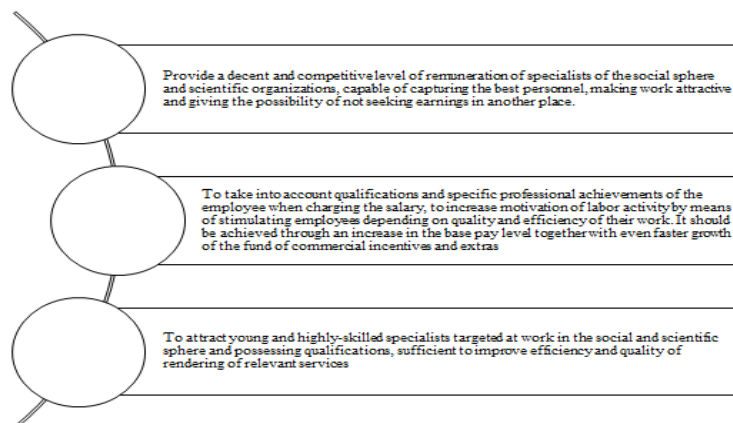 Provide a decent and competitive level of remuneration of specialists of the social sphere
and scientific organizations, capable of capturing the best personnel, making work attractive
and giving the possibility of not seeking earnings in another place.
To take into account qualifications and specific professional achievements of the
employee when charging the salary, to increase motivation of labor activity by means
of stimulating employees depending on quality and efficiency of their work. It should
be achieved through an increase in the base pay level together with even faster growth
of the fund of commercial incentives and extras
To attract young and highly-skilled specialists targeted at work in the social and scientific
sphere and possessing qualifications, sufficient to improve efficiency and quality of
rendering of relevant services